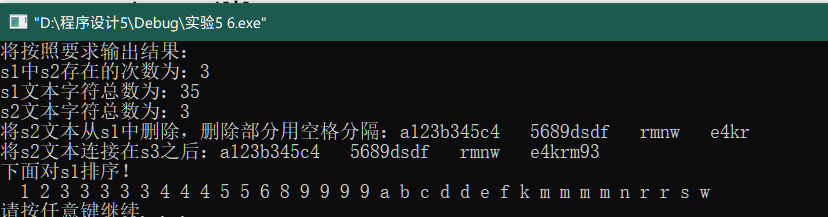 "D:\程序设计5\Debug\实验5 6.exe"
将按照要求输出结果:
s1中s2存在的次数为: 3
s1文本字符总数为: 35
s2文本字符总数为: 3
将s2文本从s1中删除, 删除部分用空格分隔: a123b345c4   5689dsdf   rmnw   e4kr
将s2文本连接在s3之后: a123b345c4   5689dsdf   rmnw   e4krm93
下面对s1排序!
  1 2 3 3 3 3 3 4 4 4 5 5 6 8 9 9 9 9 a b c d d e f k m m m m n r r s w
请按任意键继续. . .